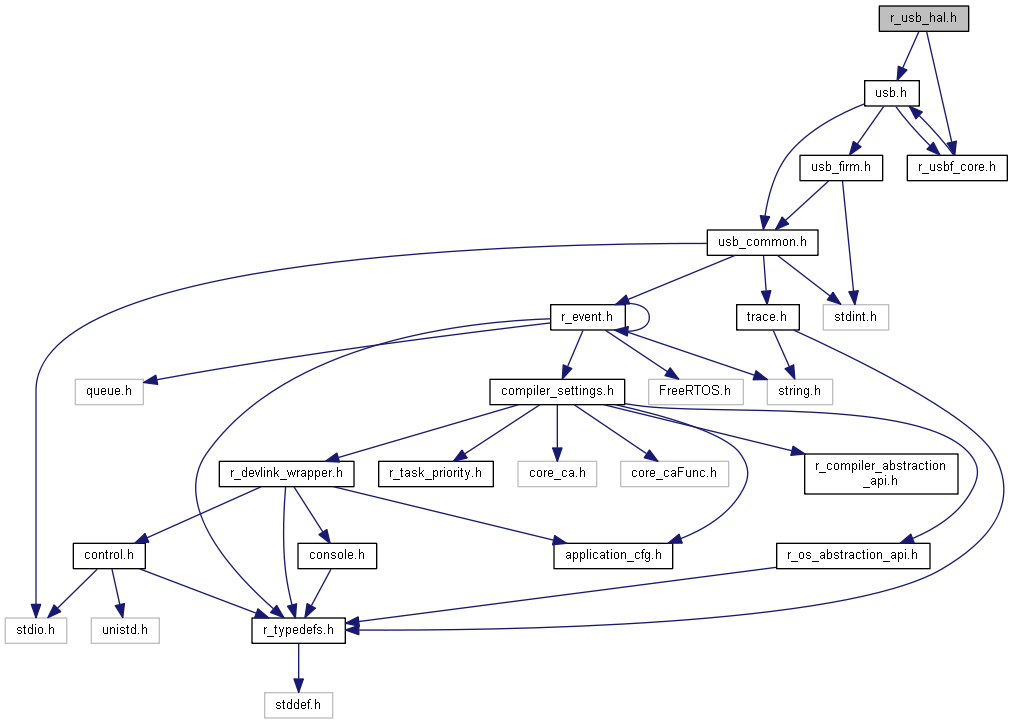 r_usb_hal.h
usb.h
usb_firm.h
r_usbf_core.h
usb_common.h
r_event.h
trace.h
stdint.h
queue.h
compiler_settings.h
FreeRTOS.h
string.h
r_devlink_wrapper.h
r_task_priority.h
core_ca.h
core_caFunc.h
r_compiler_abstraction
_api.h
control.h
console.h
application_cfg.h
r_os_abstraction_api.h
stdio.h
unistd.h
r_typedefs.h
stddef.h